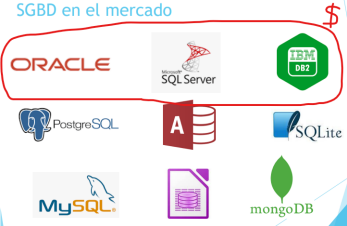 SGBD en el mercado
$
ORACLE
Microsoft
SQL Server
IBM
DB2
PostgreSQL
A
SQLite
MySQL
mongoDB